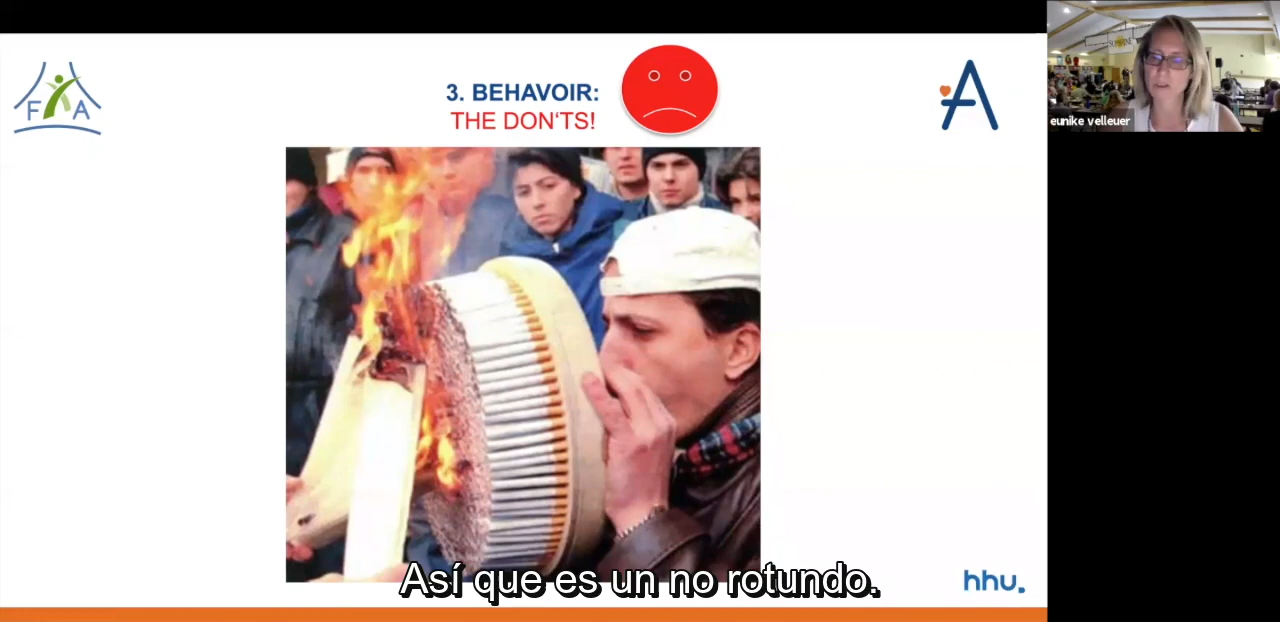 F A
3. BEHAVOIR:
THE DON'TS!
A
eunike velleuer
Así que es un no rotundo.
hhu.